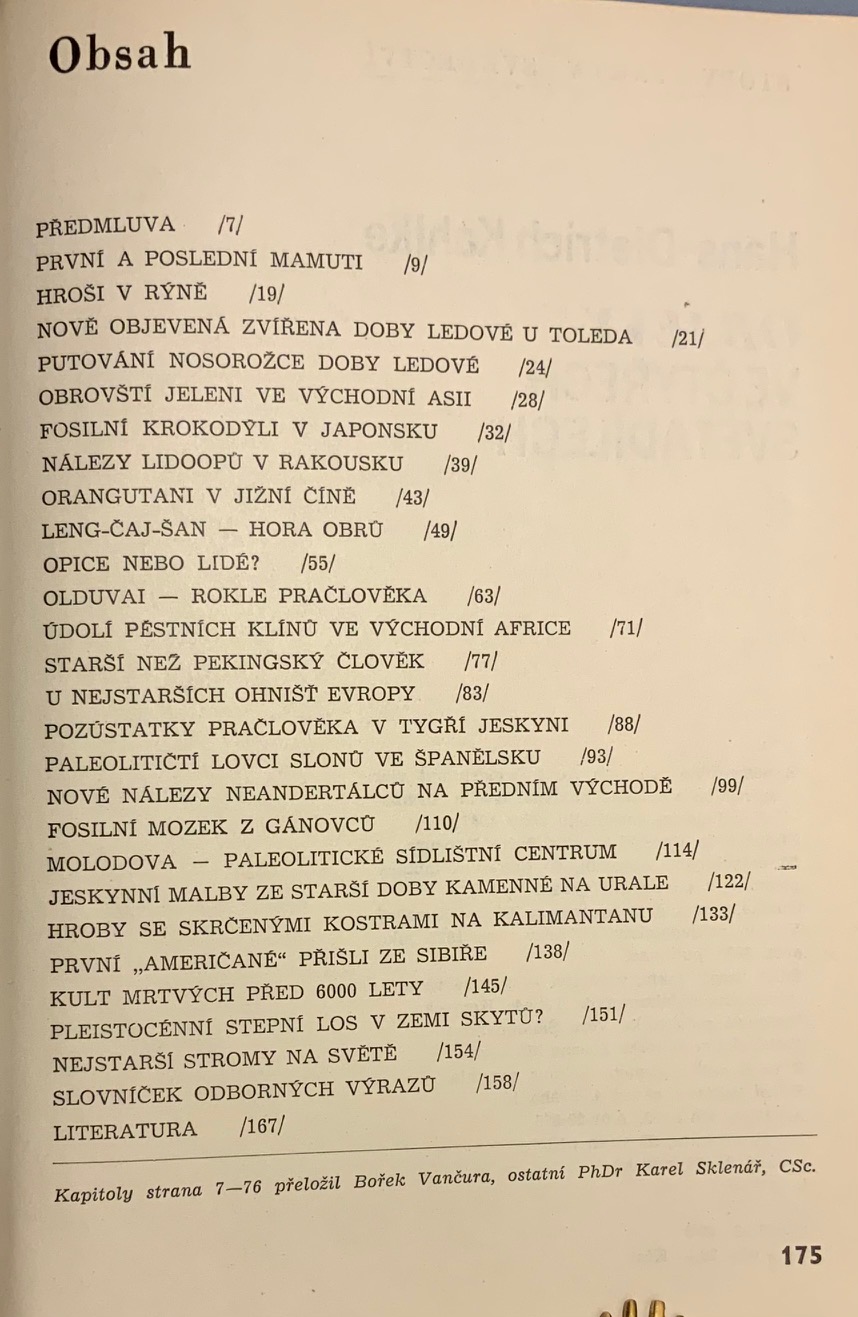 Obsah
PŘEDMLUVA /7/
PRVNÍ A POSLEDNÍ MAMUTI /9/
HROŠI V RÝNĚ /19/
NOVĚ OBJEVENÁ ZVÍŘENA DOBY LEDOVÉ U TOLEDA /21/
PUTOVÁNÍ NOSOROŽCE DOBY LEDOVÉ /24/
OBROVŠTÍ JELENI VE VÝCHODNÍ ASII /28/
FOSILNÍ KROKODÝLI V JAPONSKU /32/
NÁLEZY LIDOOPŮ V RAKOUSKU /39/
ORANGUTANI V JIŽNÍ ČÍNĚ /43/
LENG-ČAJ-ŠAN — HORA OBRŮ /49/
OPICE NEBO LIDÉ? /55/
OLDUVAI — ROKLE PRAČLOVĚKA /63/
ÚDOLÍ PĚSTNÍCH KLÍNŮ VE VÝCHODNÍ AFRICE /71/
STARŠÍ NEŽ PEKINGSKÝ ČLOVĚK /77/
U NEJSTARŠÍCH OHNIŠŤ EVROPY /83/
POZŮSTATKY PRAČLOVĚKA V TYGŘÍ JESKYNI /88/
PALEOLITIČTÍ LOVCI SLONŮ VE ŠPANĚLSKU /93/
NOVÉ NÁLEZY NEANDERTÁLCŮ NA PŘEDNÍM VÝCHODĚ /99/
FOSILNÍ MOZEK Z GÁNOVCŮ /110/
MOLODOVA — PALEOLITICKÉ SÍDLIŠTNÍ CENTRUM /114/
JESKYNNÍ MALBY ZE STARŠÍ DOBY KAMENNÉ NA URALE /122/
HROBY SE SKRČENÝMI KOSTRAMI NA KALIMANTANU /133/
PRVNÍ „AMERIČANÉ“ PŘIŠLI ZE SIBIŘE /138/
KULT MRTVÝCH PŘED 6000 LETY /145/
PLEISTOCÉNNÍ STEPNÍ LOS V ZEMI SKYTŮ? /151/
NEJSTARŠÍ STROMY NA SVĚTĚ /154/
SLOVNÍČEK ODBORNÝCH VÝRAZŮ /158/
LITERATURA /167/
Kapitoly strana 7—76 přeložil Bořek Vančura, ostatní PhDr Karel Sklenář, CSc.
175